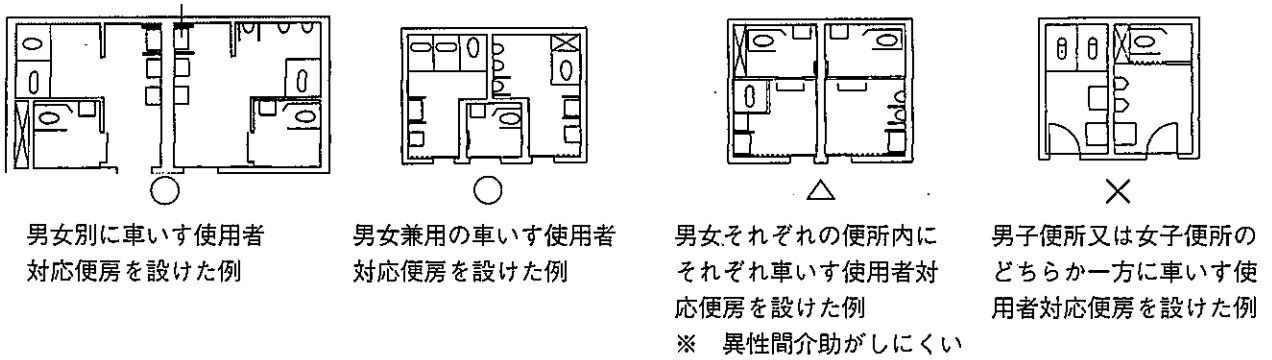 ○
男女別に車いす使用者
対応便房を設けた例
○
男女兼用の車いす使用者
対応便房を設けた例
△
男女それぞれの便所内に
それぞれ車いす使用者対
応便房を設けた例
※　異性間介助がしにくい
×
男子便所又は女子便所の
どちらか一方に車いす使
用者対応便房を設けた例